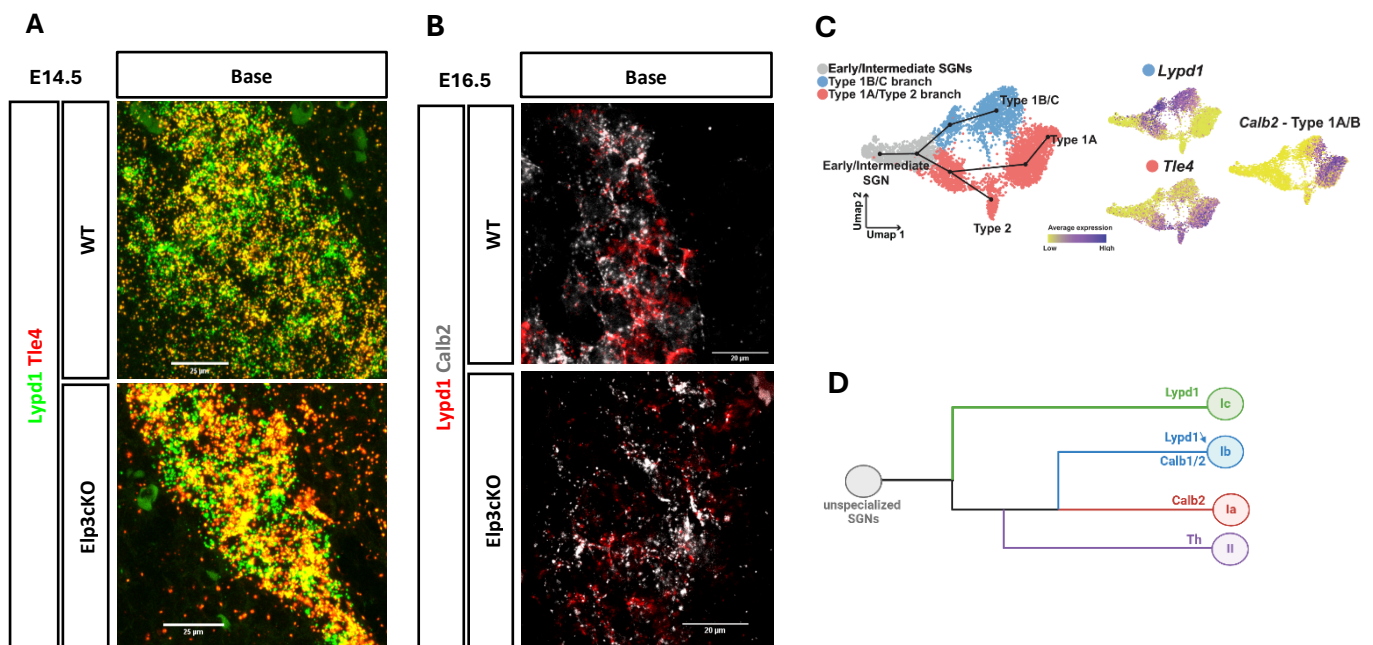 A
E14.5
Base
Lypd1 Tle4
WT
25 µm
Elp3cKO
25 µm
B
E16.5
Base
Lypd1 Calb2
WT
20 µm
Elp3cKO
20 µm
C
Early/Intermediate SGNs
Type 1B/C branch
Type 1A/Type 2 branch
Type 1B/C
Type 1A
Early/Intermediate
SGN
Type 2
Umap 2
Umap 1
Lypd1
Tle4
Calb2 - Type 1A/B
Average expression
Low
High
D
unspecialized
SGNs
Lypd1
Ic
Lypd1
Calb1/2
Ib
Calb2
Ia
Th
II